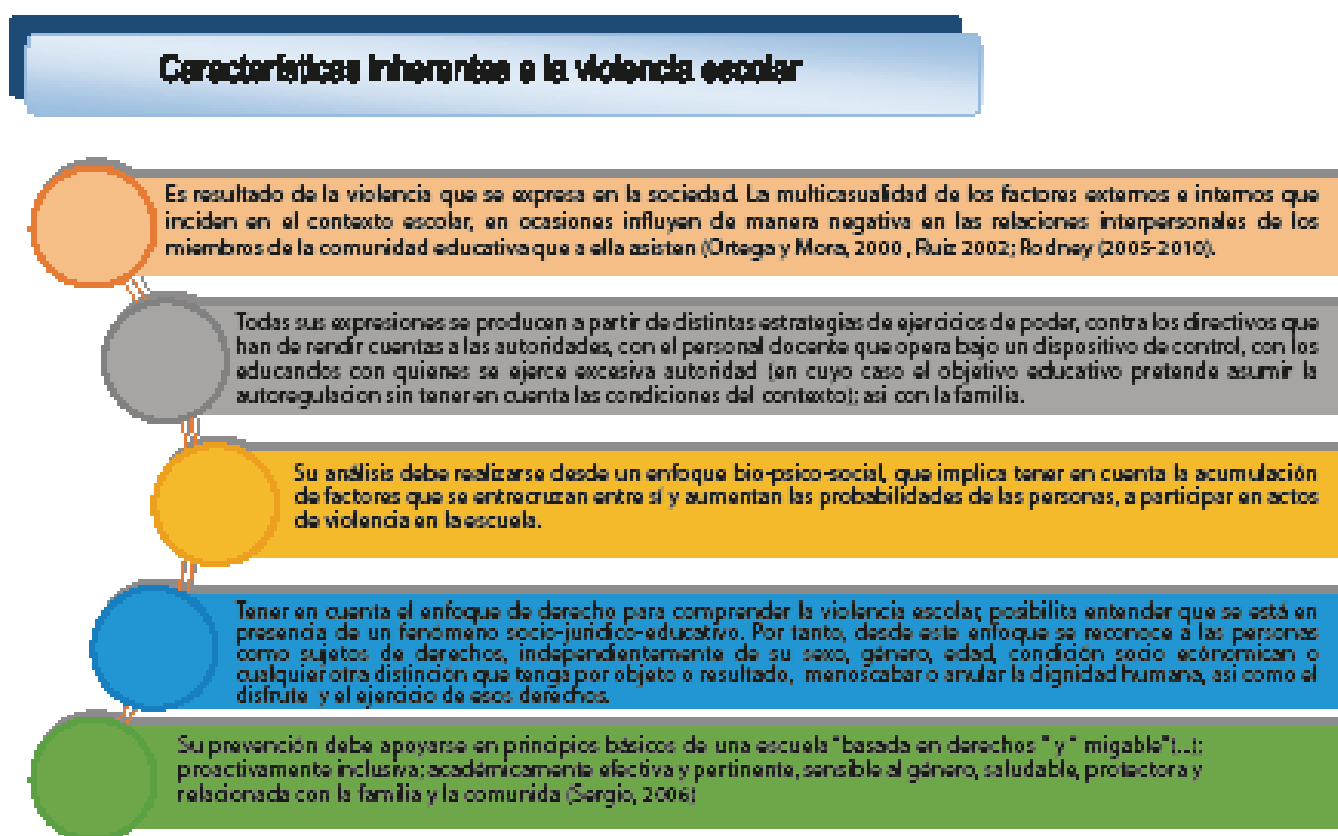 Características inherentes a la violencia escolar
Es resultado de la violencia que se expresa en la sociedad. La multicasualidad de los factores externos e internos que
inciden en el contexto escolar, en ocasiones influyen de manera negativa en las relaciones interpersonales de los
miembros de la comunidad educativa que a ella asisten (Ortega y Mora, 2000 , Ruiz 2002; Rodney (2005-2010).
Todas sus expresiones se producen a partir de distintas estrategias de ejercicios de poder, contra los directivos que
han de rendir cuentas a las autoridades, con el personal docente que opera bajo un dispositivo de control, con los
educandos con quienes se ejerce excesiva autoridad (en cuyo caso el objetivo educativo pretende asumir la
autoregulacion sin tener en cuenta las condiciones del contexto); asi con la familia.
Su análisis debe realizarse desde un enfoque bio-psico-social, que implica tener en cuenta la acumulación
de factores que se entrecruzan entre sí y aumentan las probabilidades de las personas, a participar en actos
de violencia en la escuela.
Tener en cuenta el enfoque de derecho para comprender la violencia escolar, posibilita entender que se está en
presencia de un fenómeno socio-jurídico-educativo. Por tanto, desde este enfoque se reconoce a las personas
como sujetos de derechos, independientemente de su sexo, género, edad, condición socio ecónomican o
cualquier otra distinción que tenga por objeto o resultado, menoscabar o anular la dignidad humana, asi como el
disfrute y el ejercicio de esos derechos.
Su prevención debe apoyarse en principios básicos de una escuela "basada en derechos " y " migable"(...):
proactivamente inclusiva; académicamente efectiva y pertinente, sensible al género, saludable, protectora y
relacionada con la familia y la comunida (Sergio, 2006)